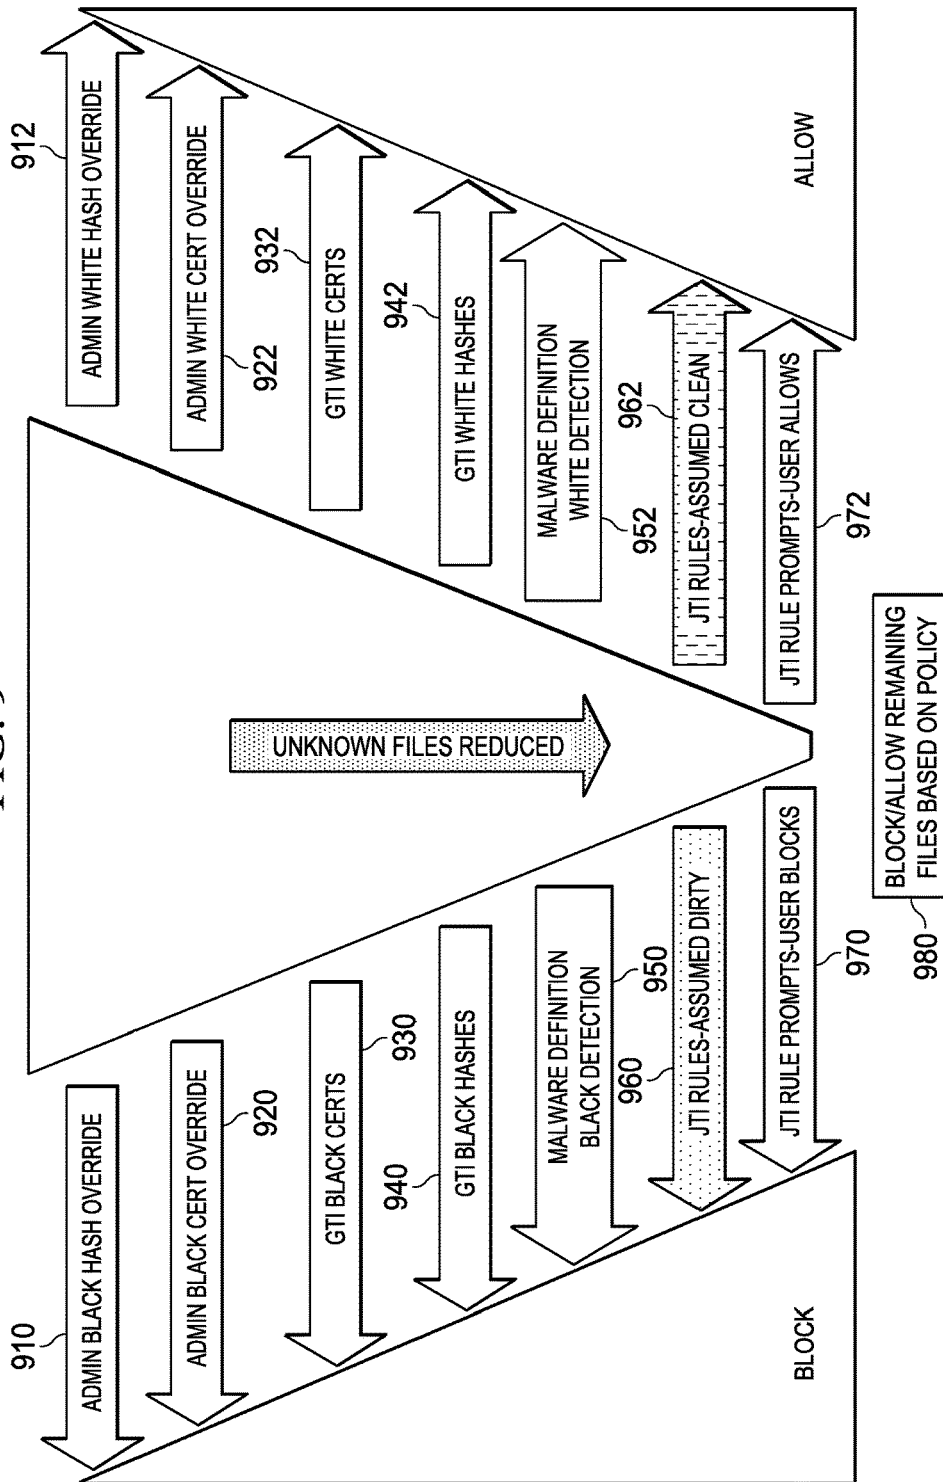 912
ADMIN WHITE HASH OVERRIDE
ADMIN WHITE CERT OVERRIDE
922
932
GTI WHITE CERTS
942
GTI WHITE HASHES
MALWARE DEFINITION
WHITE DETECTION
952
962
JTI RULES-ASSUMED CLEAN
JTI RULE PROMPTS-USER ALLOWS
972
ALLOW
UNKNOWN FILES REDUCED
910
ADMIN BLACK HASH OVERRIDE
ADMIN BLACK CERT OVERRIDE
920
GTI BLACK CERTS
930
940
GTI BLACK HASHES
MALWARE DEFINITION
BLACK DETECTION
950
960
JTI RULES-ASSUMED DIRTY
JTI RULE PROMPTS-USER BLOCKS
970
BLOCK
BLOCK/ALLOW REMAINING
FILES BASED ON POLICY
980